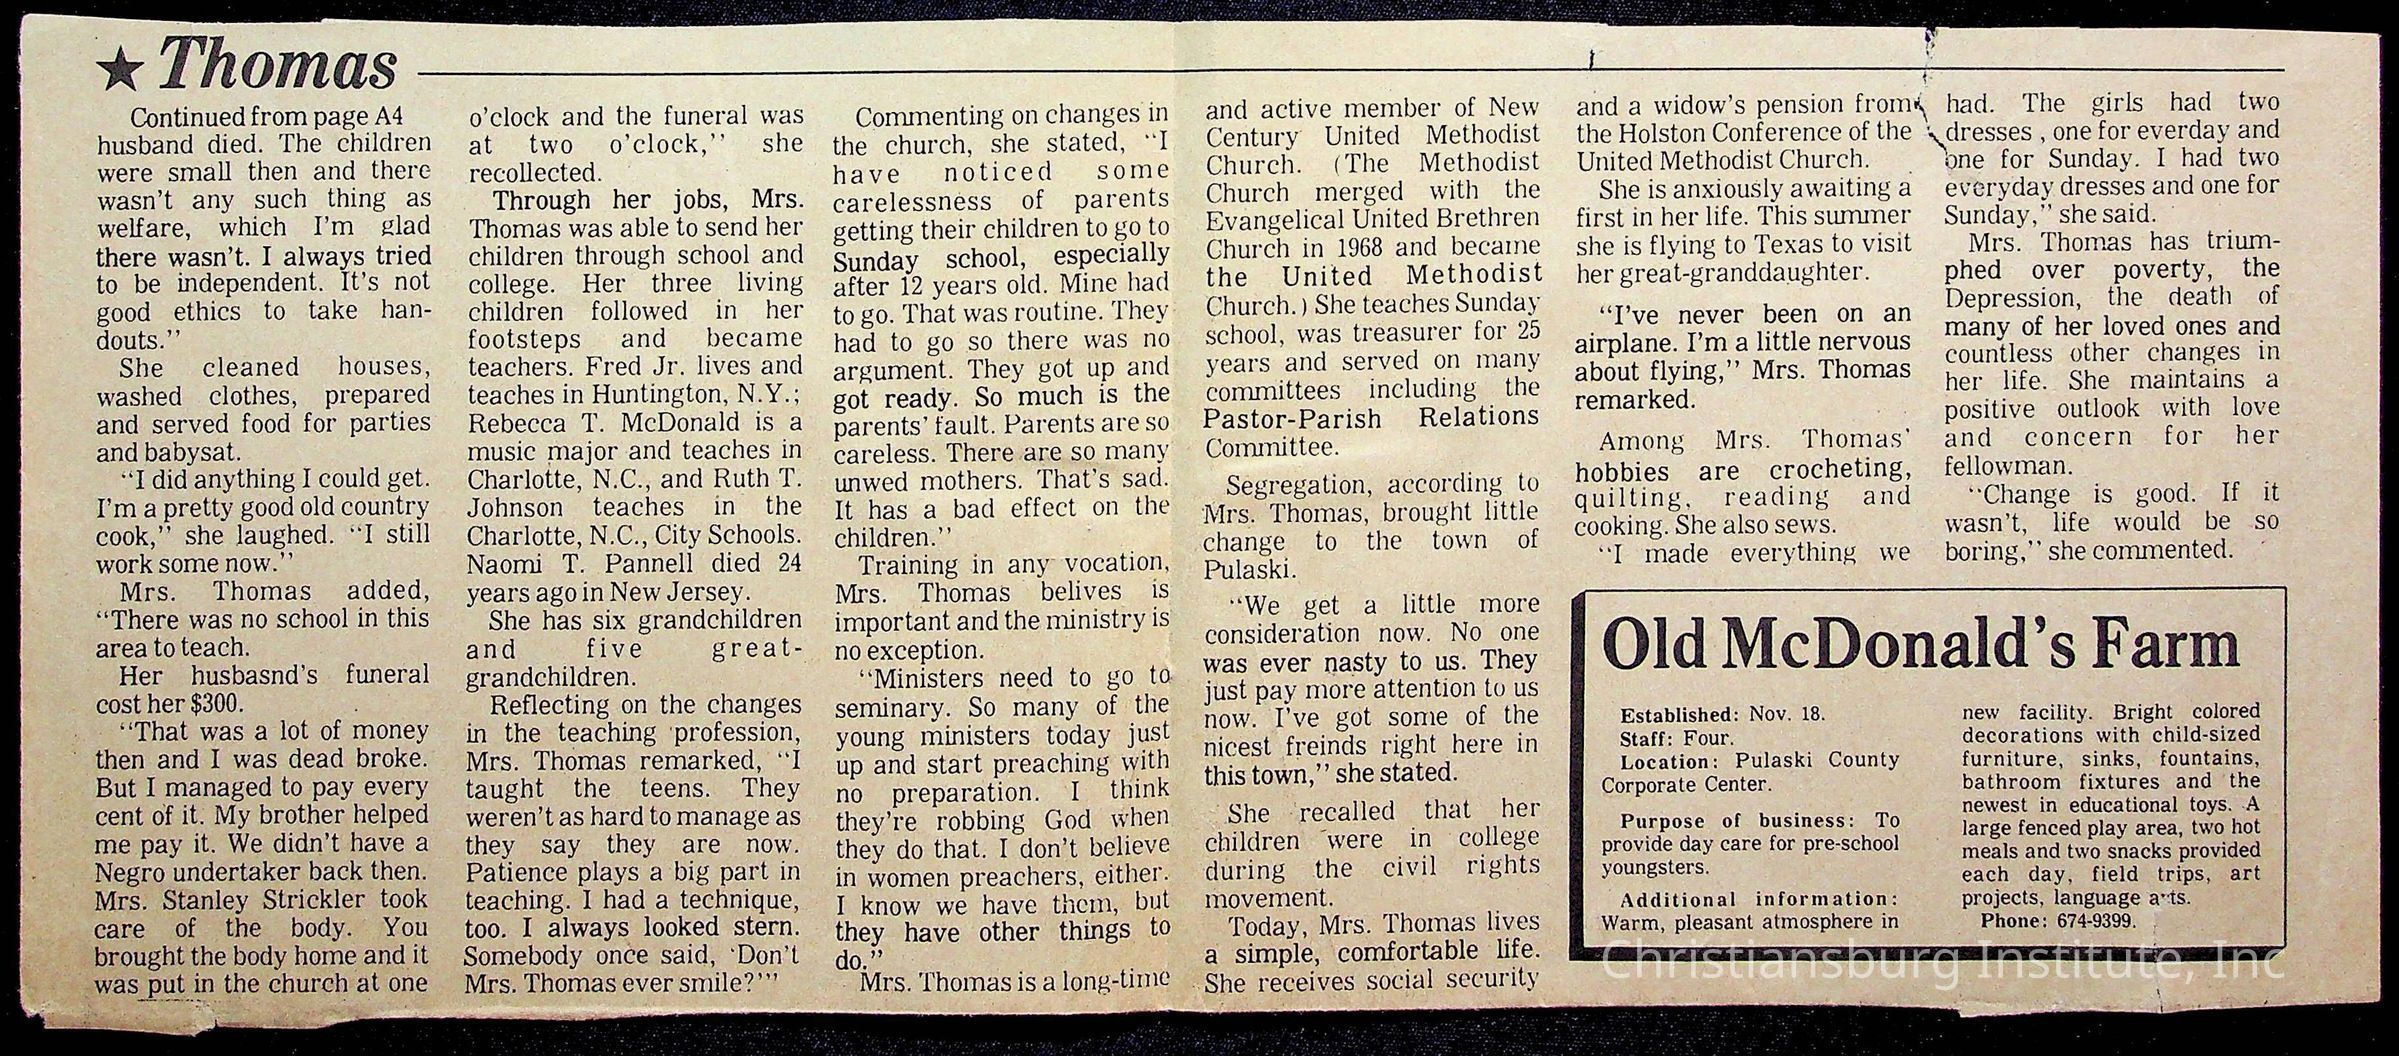 ★ Thomas
Continued from page A4
husband died. The children
were small then and there
wasn't any such thing as
welfare, which I'm glad
there wasn't. I always tried
to be independent. It's not
good ethics to take han-
douts."
She cleaned houses,
washed clothes, prepared
and served food for parties
and babysat.
"I did anything I could get.
I'm a pretty good old country
cook," she laughed. "I still
work some now."
Mrs. Thomas added,
"There was no school in this
area to teach.
Her husbasnd's funeral
cost her $300.
"That was a lot of money
then and I was dead broke.
But I managed to pay every
cent of it. My brother helped
me pay it. We didn't have a
Negro undertaker back then.
Mrs. Stanley Strickler took
care of the body. You
brought the body home and it
was put in the church at one
o'clock and the funeral was
at two o'clock," she
recollected.
Through her jobs, Mrs.
Thomas was able to send her
children through school and
college. Her three living
children followed in her
footsteps and became
teachers. Fred Jr. lives and
teaches in Huntington, N.Y.;
Rebecca T. McDonald is a
music major and teaches in
Charlotte, N.C., and Ruth T.
Johnson teaches in the
Charlotte, N.C., City Schools.
Naomi T. Pannell died 24
years ago in New Jersey.
She has six grandchildren
and five great-
grandchildren.
Reflecting on the changes
in the teaching profession,
Mrs. Thomas remarked, "I
taught the teens. They
weren't as hard to manage as
they say they are now.
Patience plays a big part in
teaching. I had a technique,
too. I always looked stern.
Somebody once said, 'Don't
Mrs. Thomas ever smile?'"
Commenting on changes in
the church, she stated, "I
have noticed some
carelessness of parents
getting their children to go to
Sunday school, especially
after 12 years old. Mine had
to go. That was routine. They
had to go so there was no
argument. They got up and
got ready. So much is the
parents' fault. Parents are so
careless. There are so many
unwed mothers. That's sad.
It has a bad effect on the
children."
Training in any vocation,
Mrs. Thomas belives is
important and the ministry is
no exception.
"Ministers need to go to
seminary. So many of the
young ministers today just
up and start preaching with
no preparation. I think
they're robbing God when
they do that. I don't believe
in women preachers, either.
I know we have them, but
they have other things to
do."
Mrs. Thomas is a long-time
and active member of New
Century United Methodist
Church. (The Methodist
Church merged with the
Evangelical United Brethren
Church in 1968 and became
the United Methodist
Church.) She teaches Sunday
school, was treasurer for 25
years and served on many
committees including the
Pastor-Parish Relations
Committee.
Segregation, according to
Mrs. Thomas, brought little
change to the town of
Pulaski.
"We get a little more
consideration now. No one
was ever nasty to us. They
just pay more attention to us
now. I've got some of the
nicest freinds right here in
this town," she stated.
She recalled that her
children were in college
during the civil rights
movement.
Today, Mrs. Thomas lives
a simple, comfortable life.
She receives social security
and a widow's pension from
the Holston Conference of the
United Methodist Church.
She is anxiously awaiting a
first in her life. This summer
she is flying to Texas to visit
her great-granddaughter.
"I've never been on an
airplane. I'm a little nervous
about flying," Mrs. Thomas
remarked.
Among Mrs. Thomas'
hobbies are crocheting,
quilting, reading and
cooking. She also sews.
"I made everything we
had. The girls had two
dresses , one for everday and
one for Sunday. I had two
everyday dresses and one for
Sunday," she said.
Mrs. Thomas has trium-
phed over poverty, the
Depression, the death of
many of her loved ones and
countless other changes in
her life. She maintains a
positive outlook with love
and concern for her
fellowman.
"Change is good. If it
wasn't, life would be so
boring," she commented.
Old McDonald's Farm
Established: Nov. 18.
Staff: Four.
Location: Pulaski County
Corporate Center.
Purpose of business: To
provide day care for pre-school
youngsters.
Additional information:
Warm, pleasant atmosphere in
new facility. Bright colored
decorations with child-sized
furniture, sinks, fountains,
bathroom fixtures and the
newest in educational toys. A
large fenced play area, two hot
meals and two snacks provided
each day, field trips, art
projects, language arts.
Phone: 674-9399.
Christiansburg Institute, Inc